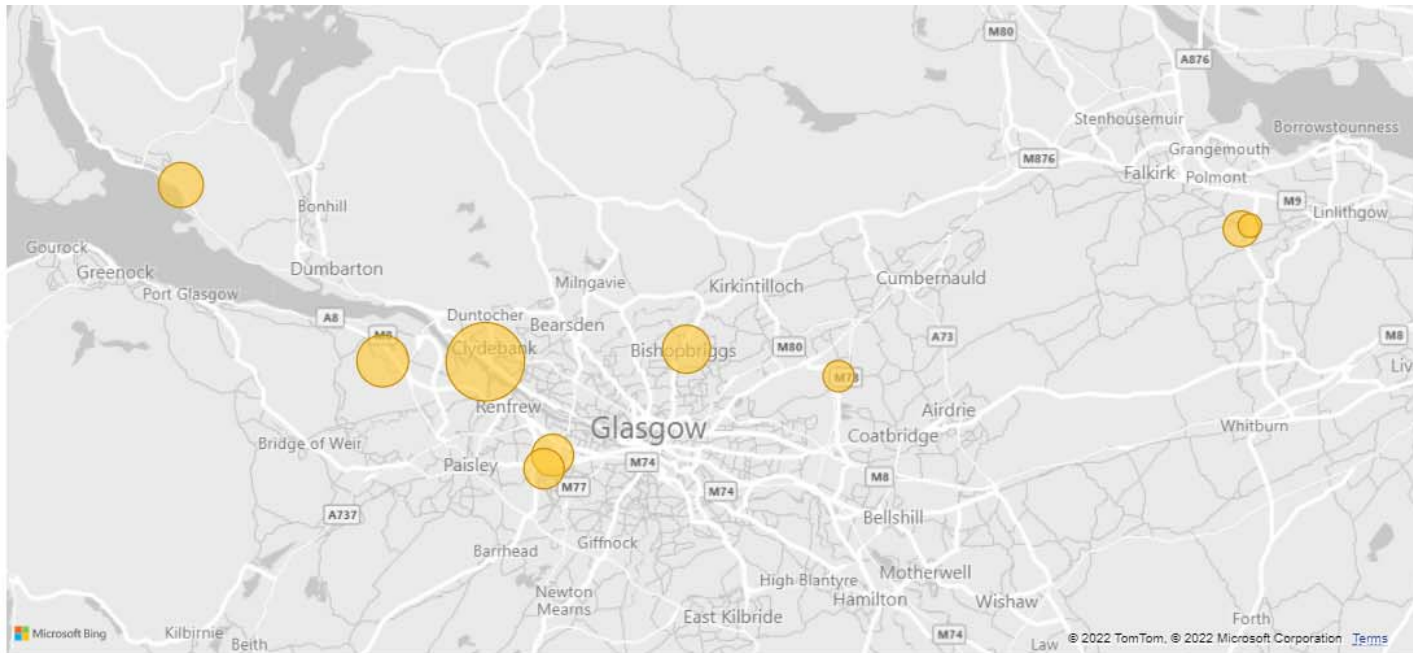 M80
A876
Stenhousemuir
Borrowstounness
Grangemouth
M876
Falkirk
Polmont
M9
Linlithgow
Bonhill
Gourock
Greenock
Dumbarton
Port Glasgow
Milngavie
Kirkintilloch
Cumbernauld
A8
Duntocher
Bearsden
M8
Clydebank
Bishopbriggs
M80
A73
M8
Liv
M73
Renfrew
Airdrie
Glasgow
Whitburn
Bridge of Weir
Coatbridge
Paisley
M74
M8
M77
M74
A737
Bellshill
Barrhead
Giffnock
High Blantyre
Motherwell
Newton
Mearns
Hamilton
Wishaw
East Kilbride
Forth
Microsoft Bing
Kilbirnie
Beith
M74
Law
© 2022 TomTom, © 2022 Microsoft Corporation Terms